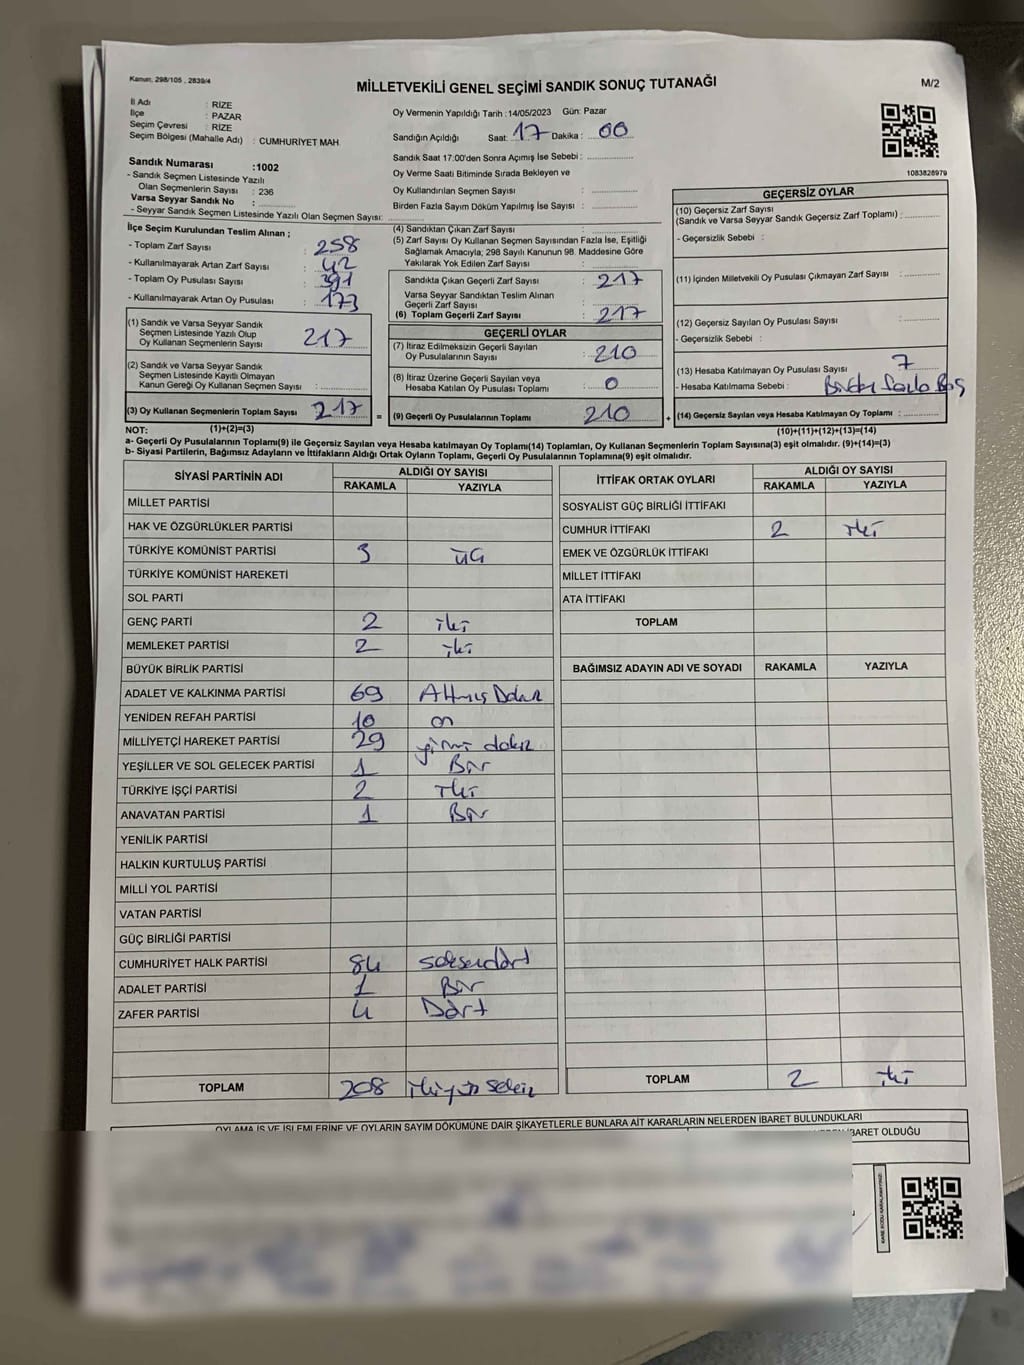 Kanun, 298/105 , 2839/4
MİLLETVEKİLİ GENEL SEÇİMİ SANDIK SONUÇ TUTANAĞI
M/2
İl Adı : RİZE
İlçe : PAZAR
Seçim Çevresi : RİZE
Seçim Bölgesi (Mahalle Adı) : CUMHURİYET MAH.
Oy Vermenin Yapıldığı Tarih :14/05/2023 Gün: Pazar
Sandığın Açıldığı Saat: 17 Dakika : 00
Sandık Saat 17:00'den Sonra Açımış İse Sebebi :
Oy Verme Saati Bitiminde Sırada Bekleyen ve
Oy Kullandırılan Seçmen Sayısı :
Birden Fazla Sayım Döküm Yapılmış İse Sayısı :
1083828979
Sandık Numarası :1002
- Sandık Seçmen Listesinde Yazılı
Olan Seçmenlerin Sayısı : 236
Varsa Seyyar Sandık No :
- Seyyar Sandık Seçmen Listesinde Yazılı Olan Seçmen Sayısı:
İlçe Seçim Kurulundan Teslim Alınan ;
- Toplam Zarf Sayısı : 258
- Kullanılmayarak Artan Zarf Sayısı : 42
- Toplam Oy Pusulası Sayısı : 391
- Kullanılmayarak Artan Oy Pusulası : 173
(1) Sandık ve Varsa Seyyar Sandık
Seçmen Listesinde Yazılı Olup
Oy Kullanan Seçmenlerin Sayısı 217
(2) Sandık ve Varsa Seyyar Sandık
Seçmen Listesinde Kayıtlı Olmayan
Kanun Gereği Oy Kullanan Seçmen Sayısı :
(3) Oy Kullanan Seçmenlerin Toplam Sayısı : 217 =
(1)+(2)=(3)
(4) Sandıktan Çıkan Zarf Sayısı :
(5) Zarf Sayısı Oy Kullanan Seçmen Sayısından Fazla İse, Eşitliği
Sağlamak Amacıyla, 298 Sayılı Kanunun 98. Maddesine Göre
Yakılarak Yok Edilen Zarf Sayısı :
Sandıkta Çıkan Geçerli Zarf Sayısı : 217
Varsa Seyyar Sandıktan Teslim Alınan
Geçerli Zarf Sayısı :
(6) Toplam Geçerli Zarf Sayısı : 217
GEÇERLİ OYLAR
(7) İtiraz Edilmeksizin Geçerli Sayılan
Oy Pusulalarının Sayısı : 210
(8) İtiraz Üzerine Geçerli Sayılan veya
Hesaba Katılan Oy Pusulası Toplamı : 0
(9) Geçerli Oy Pusulalarının Toplamı 210 +
GEÇERSİZ OYLAR
(10) Geçersiz Zarf Sayısı
(Sandık ve Varsa Seyyar Sandık Geçersiz Zarf Toplamı) :
- Geçersizlik Sebebi :
(11) İçinden Milletvekili Oy Pusulası Çıkmayan Zarf Sayısı :
(12) Geçersiz Sayılan Oy Pusulası Sayısı :
- Geçersizlik Sebebi :
(13) Hesaba Katılmayan Oy Pusulası Sayısı : 7
- Hesaba Katılmama Sebebi :
(14) Geçersiz Sayılan veya Hesaba Katılmayan Oy Toplamı :
(10)+(11)+(12)+(13)=(14)
NOT:
a- Geçerli Oy Pusulalarının Toplamı(9) ile Geçersiz Sayılan veya Hesaba katılmayan Oy Toplamı(14) Toplamları, Oy Kullanan Seçmenlerin Toplam Sayısına(3) eşit olmalıdır. (9)+(14)=(3)
b- Siyasi Partilerin, Bağımsız Adayların ve İttifakların Aldığı Ortak Oyların Toplamı, Geçerli Oy Pusulalarının Toplamına(9) eşit olmalıdır.
SİYASİ PARTİNİN ADI ALDIĞI OY SAYISI
RAKAMLA YAZIYLA
MİLLET PARTİSİ
HAK VE ÖZGÜRLÜKLER PARTİSİ
TÜRKİYE KOMÜNİST PARTİSİ 3 üç
TÜRKİYE KOMÜNİST HAREKETİ
SOL PARTİ
GENÇ PARTİ 2 iki
MEMLEKET PARTİSİ 2 iki
BÜYÜK BİRLİK PARTİSİ
ADALET VE KALKINMA PARTİSİ 69 Altmış Dokuz
YENİDEN REFAH PARTİSİ 10 on
MİLLİYETÇİ HAREKET PARTİSİ 29 yirmi dokuz
YEŞİLLER VE SOL GELECEK PARTİSİ 1 Bir
TÜRKİYE İŞÇİ PARTİSİ 2 iki
ANAVATAN PARTİSİ 1 Bir
YENİLİK PARTİSİ
HALKIN KURTULUŞ PARTİSİ
MİLLİ YOL PARTİSİ
VATAN PARTİSİ
GÜÇ BİRLİĞİ PARTİSİ
CUMHURİYET HALK PARTİSİ 84 seksendört
ADALET PARTİSİ 1 Bir
ZAFER PARTİSİ 4 Dört
TOPLAM 208 ikiyüz sekiz
İTTİFAK ORTAK OYLARI ALDIĞI OY SAYISI
RAKAMLA YAZIYLA
SOSYALİST GÜÇ BİRLİĞİ İTTİFAKI
CUMHUR İTTİFAKI 2 iki
EMEK VE ÖZGÜRLÜK İTTİFAKI
MİLLET İTTİFAKI
ATA İTTİFAKI
TOPLAM
BAĞIMSIZ ADAYIN ADI VE SOYADI RAKAMLA YAZIYLA
TOPLAM 2 iki
OYLAMA İŞ VE İŞLEMLERİNE VE OYLARIN SAYIM DÖKÜMÜNE DAİR ŞİKAYETLERLE BUNLARA AİT KARARLARIN NELERDEN İBARET BULUNDUKLARI
İBARET OLDUĞU